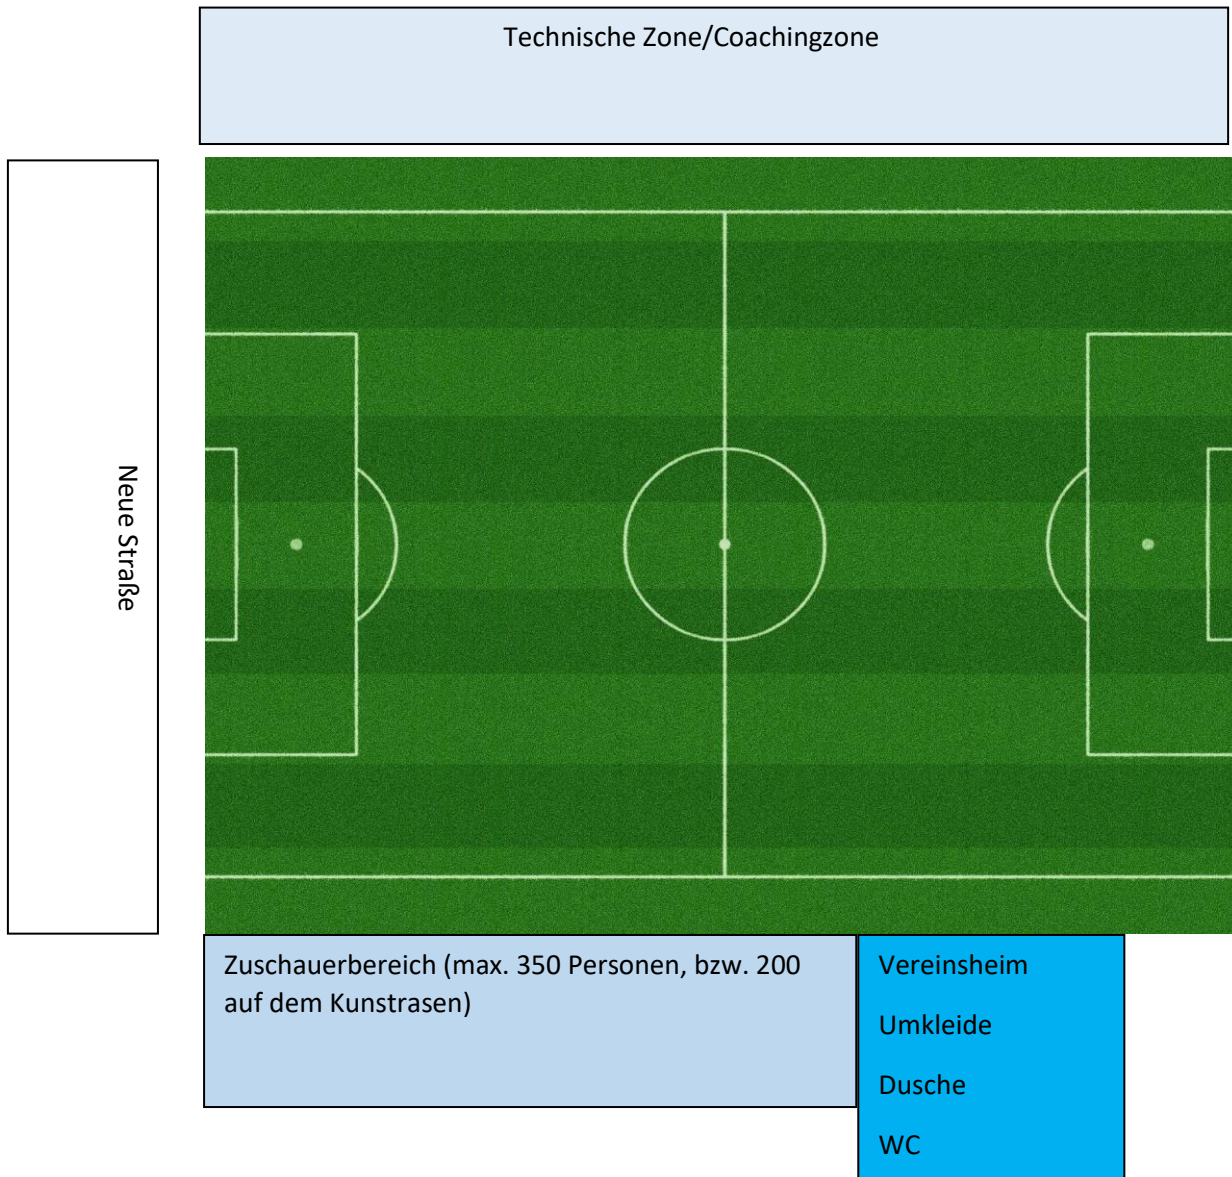 Technische Zone/Coachingzone
Neue Straße
Zuschauerbereich (max. 350 Personen, bzw. 200
auf dem Kunstrasen)
Vereinsheim
Umkleide
Dusche
WC